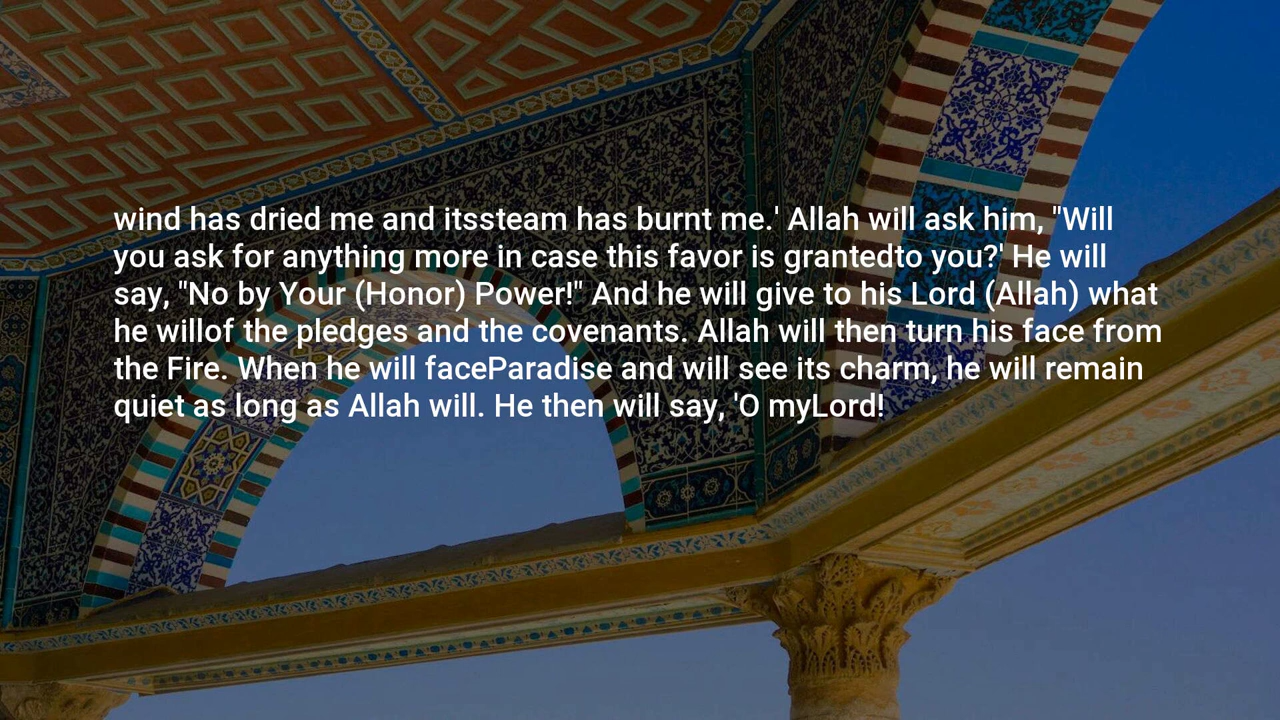 wind has dried me and itssteam has burnt me.' Allah will ask him, "Will
you ask for anything more in case this favor is grantedto you?' He will
say, "No by Your (Honor) Power!" And he will give to his Lord (Allah) what
he willof the pledges and the covenants. Allah will then turn his face from
the Fire. When he will faceParadise and will see its charm, he will remain
quiet as long as Allah will. He then will say, 'O myLord!